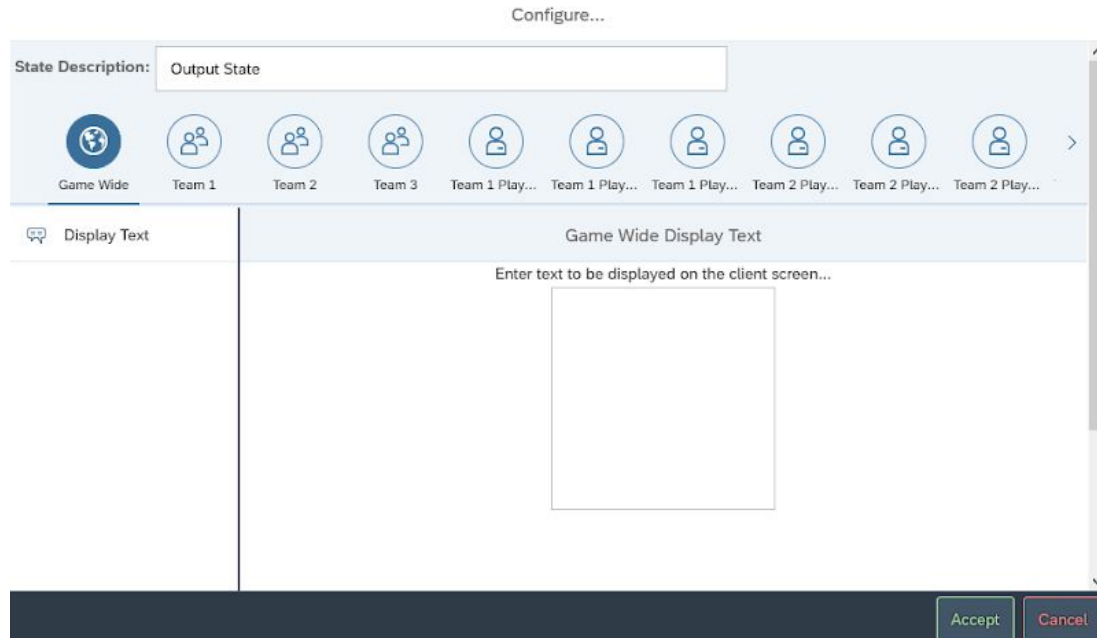 Configure...
State Description: Output State
Game Wide Team 1 Team 2 Team 3 Team 1 Play... Team 1 Play... Team 1 Play... Team 2 Play... Team 2 Play... Team 2 Play...
Display Text
Game Wide Display Text
Enter text to be displayed on the client screen...
Accept Cancel